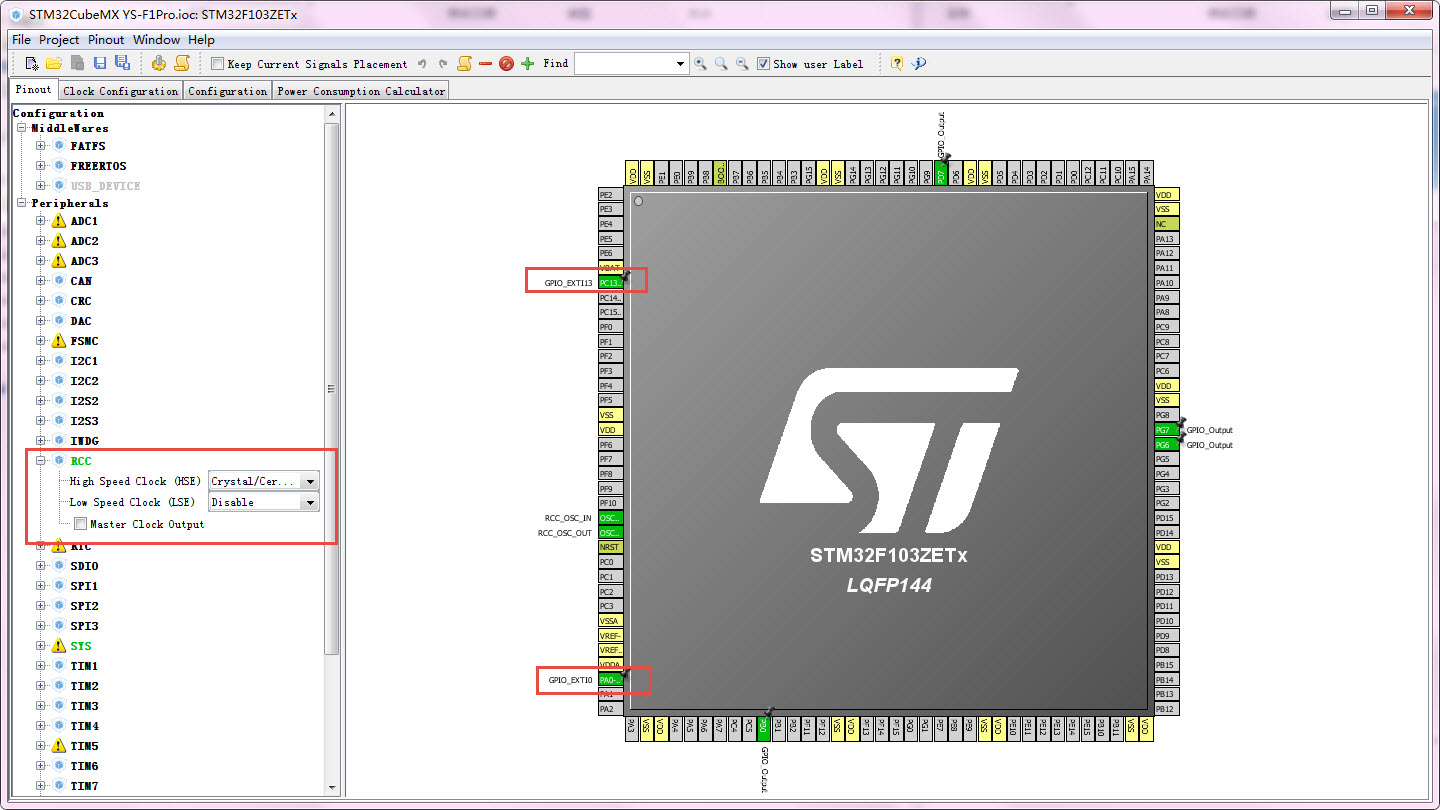 STM32CubeMX YS-F1Pro.ioc: STM32F103ZETx
File Project Pinout Window Help
Keep Current Signals Placement
Find
Show user Label
Pinout
Clock Configuration
Configuration
Power Consumption Calculator
Configuration
MiddleWares
FATFS
FREERTOS
USB_DEVICE
Peripherals
ADC1
ADC2
ADC3
CAN
CRC
DAC
FSMC
I2C1
I2C2
I2S2
I2S3
IWDG
RCC
High Speed Clock (HSE) Crystal/Cer...
Low Speed Clock (LSE) Disable
Master Clock Output
RTC
SDIO
SPI1
SPI2
SPI3
SYS
TIM1
TIM2
TIM3
TIM4
TIM5
TIM6
TIM7
GPIO_Output
VDD
VSS
PE1
PE0
PB9
PB8
BOO..
PB7
PB6
PB5
PB4
PB3
PG15
VDD
VSS
PG14
PG13
PG12
PG11
PG10
PG9
PD7
PD6
VDD
VSS
PD5
PD4
PD3
PD2
PD1
PD0
PC12
PC11
PC10
PA15
PA14
PE2
PE3
PE4
PE5
PE6
VBAT
GPIO_EXTI13 PC13..
PC14..
PC15..
PF0
PF1
PF2
PF3
PF4
PF5
VSS
VDD
PF6
PF7
PF8
PF9
PF10
RCC_OSC_IN OSC..
RCC_OSC_OUT OSC..
NRST
PC0
PC1
PC2
PC3
VSSA
VREF-
VREF..
VDDA
GPIO_EXTI0 PA0-..
PA1
PA2
ST
STM32F103ZETx
LQFP144
VDD
VSS
NC
PA13
PA12
PA11
PA10
PA9
PA8
PC9
PC8
PC7
PC6
VDD
VSS
PG8
PG7 GPIO_Output
PG6 GPIO_Output
PG5
PG4
PG3
PG2
PD15
PD14
VDD
VSS
PD13
PD12
PD11
PD10
PD9
PD8
PB15
PB14
PB13
PB12
PA3
VSS
VDD
PA4
PA5
PA6
PA7
PC4
PC5
PB0
PB1
PB2
PF11
PF12
VSS
VDD
PF13
PF14
PF15
PG0
PG1
PE7
PE8
PE9
VSS
VDD
PE10
PE11
PE12
PE13
PE14
PE15
PB10
PB11
VSS
VDD
GPIO_Output